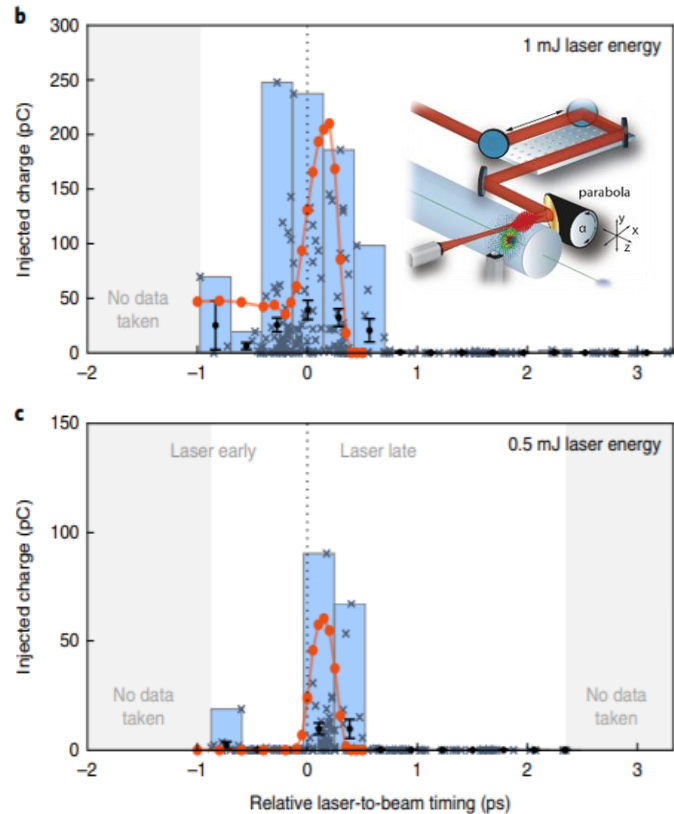 b
300
1 mJ laser energy
250
200
150
100
50
0
Injected charge (pC)
parabola
α
y
x
z
No data
taken
−2
−1
0
1
2
3
c
150
Laser early
Laser late
0.5 mJ laser energy
100
50
0
Injected charge (pC)
No data
taken
No data
taken
−2
−1
0
1
2
3
Relative laser-to-beam timing (ps)